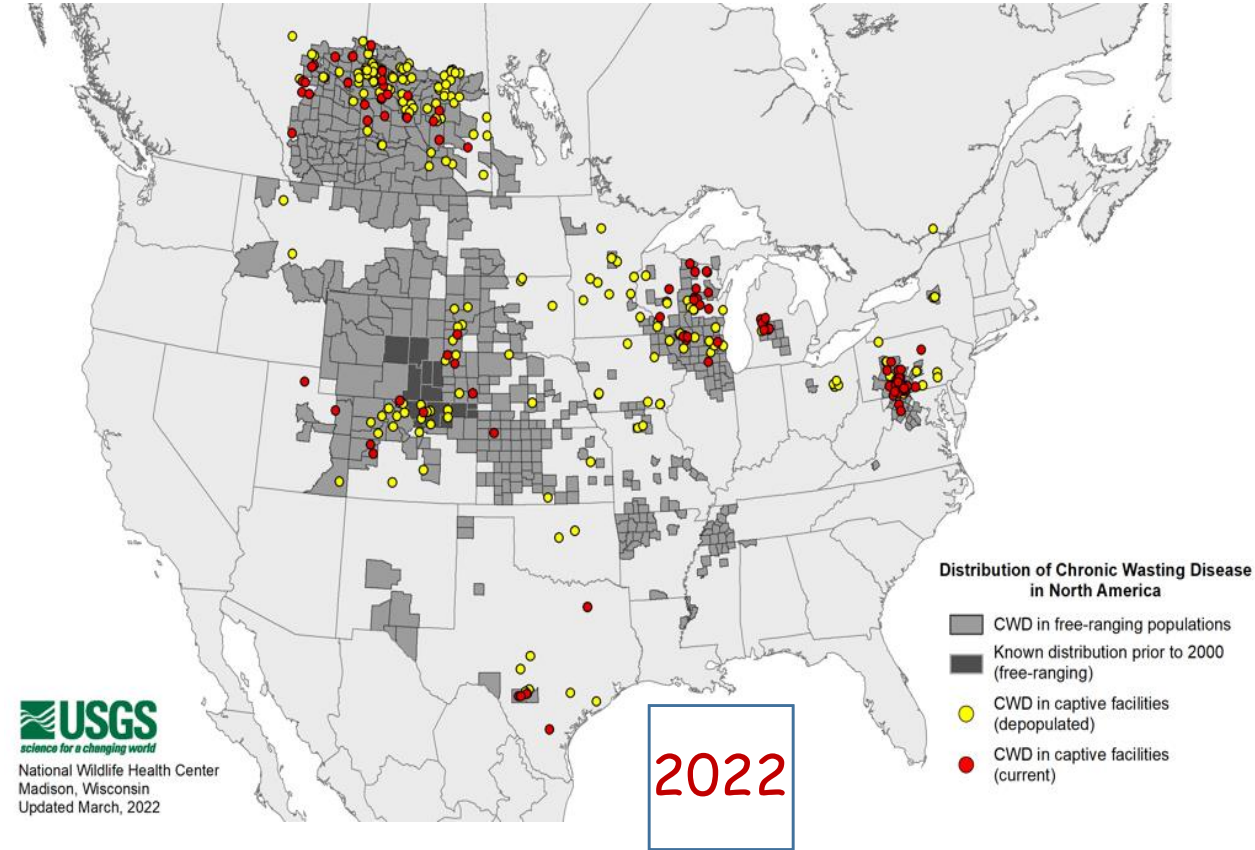 Distribution of Chronic Wasting Disease
in North America
CWD in free-ranging populations
Known distribution prior to 2000
(free-ranging)
CWD in captive facilities
(depopulated)
CWD in captive facilities
(current)
USGS
science for a changing world
National Wildlife Health Center
Madison, Wisconsin
Updated March, 2022
2022